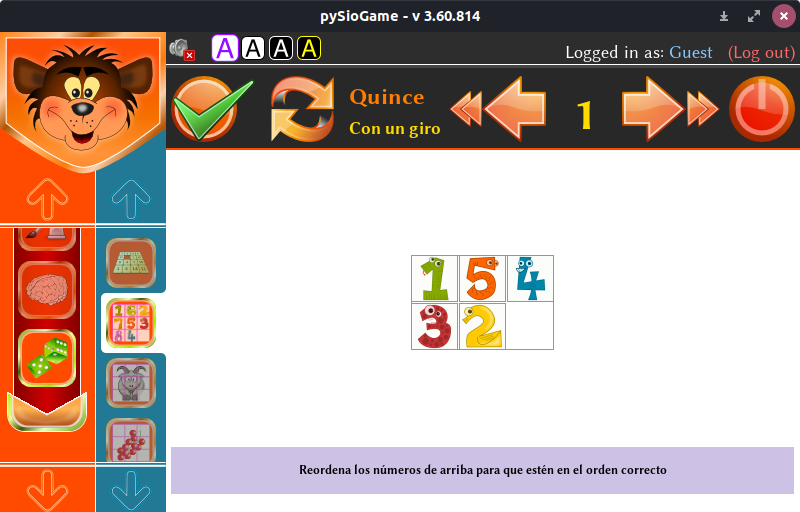 pySioGame - v 3.60.814
A A A A
Logged in as: Guest (Log out)
Quince
Con un giro
1
1 5 4
3 2
Reordena los números de arriba para que estén en el orden correcto